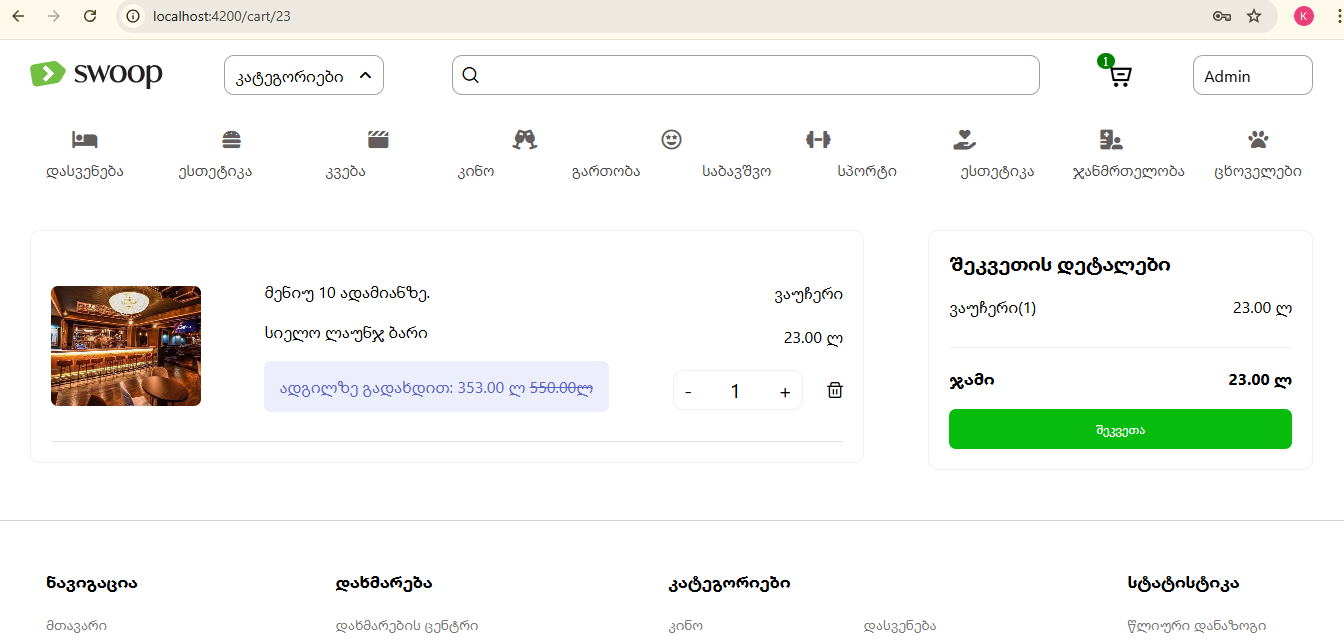 localhost:4200/cart/23
K
swoop
კატეგორიები
1
Admin
დასვენება
ესთეტიკა
კვება
კინო
გართობა
საბავშვო
სპორტი
ესთეტიკა
ჯანმრთელობა
ცხოველები
მენიუ 10 ადამიანზე.
ვაუჩერი
სიელო ლაუნჯ ბარი
23.00 ლ
ადგილზე გადახდით: 353.00 ლ 550.00ლ
- 1 +
შეკვეთის დეტალები
ვაუჩერი(1) 23.00 ლ
ჯამი 23.00 ლ
შეკვეთა
ნავიგაცია
დახმარება
კატეგორიები
სტატისტიკა
მთავარი
დახმარების ცენტრი
კინო
დასვენება
წლიური დანაზოგი